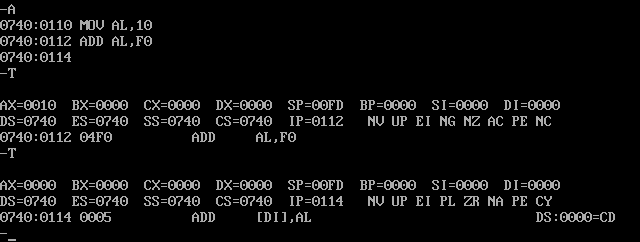 -A
0740:0110 MOV AL,10
0740:0112 ADD AL,F0
0740:0114
-T
AX=0010 BX=0000 CX=0000 DX=0000 SP=00FD BP=0000 SI=0000 DI=0000
DS=0740 ES=0740 SS=0740 CS=0740 IP=0112 NV UP EI NG NZ AC PE NC
0740:0112 04F0 ADD AL,F0
-T
AX=0000 BX=0000 CX=0000 DX=0000 SP=00FD BP=0000 SI=0000 DI=0000
DS=0740 ES=0740 SS=0740 CS=0740 IP=0114 NV UP EI PL ZR NA PE CY
0740:0114 0005 ADD [DI],AL DS:0000=CD
-_